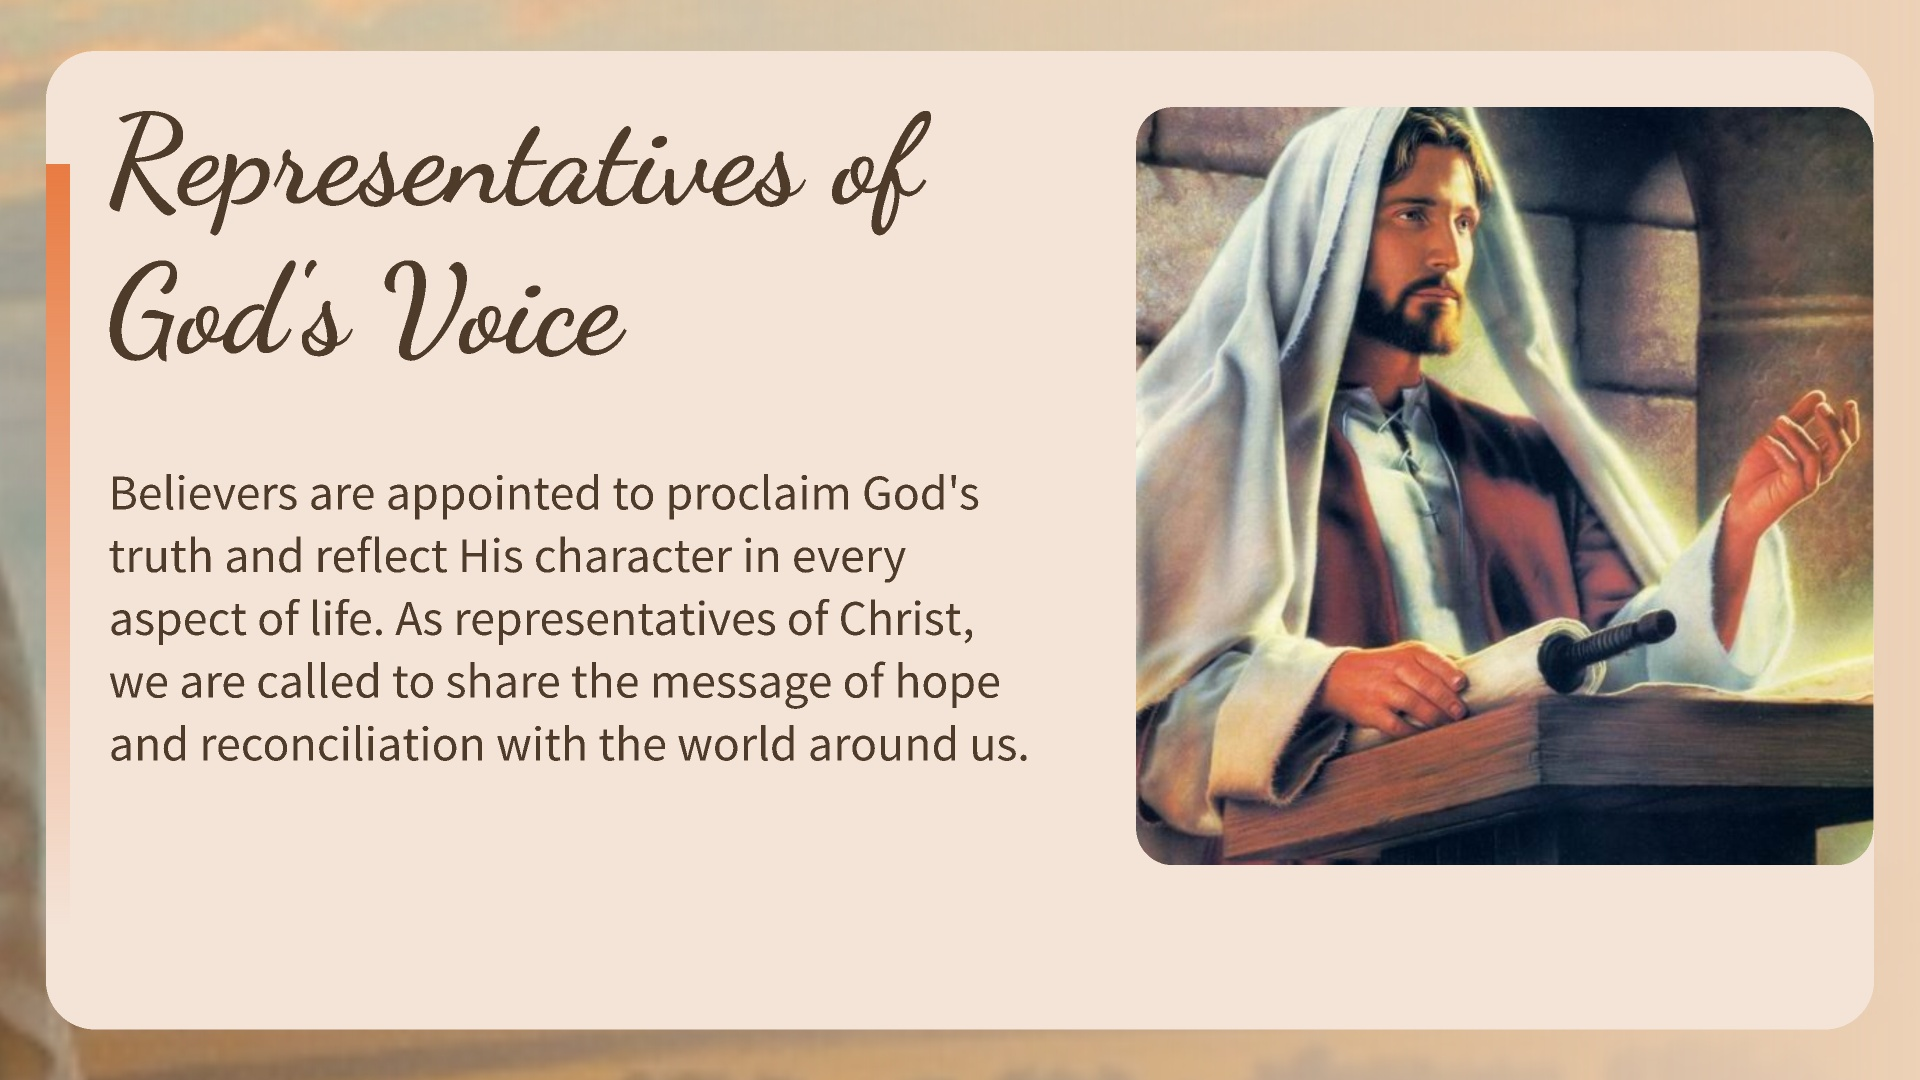 Representatives of
God's Voice
Believers are appointed to proclaim God's
truth and reflect His character in every
aspect of life. As representatives of Christ,
we are called to share the message of hope
and reconciliation with the world around us.